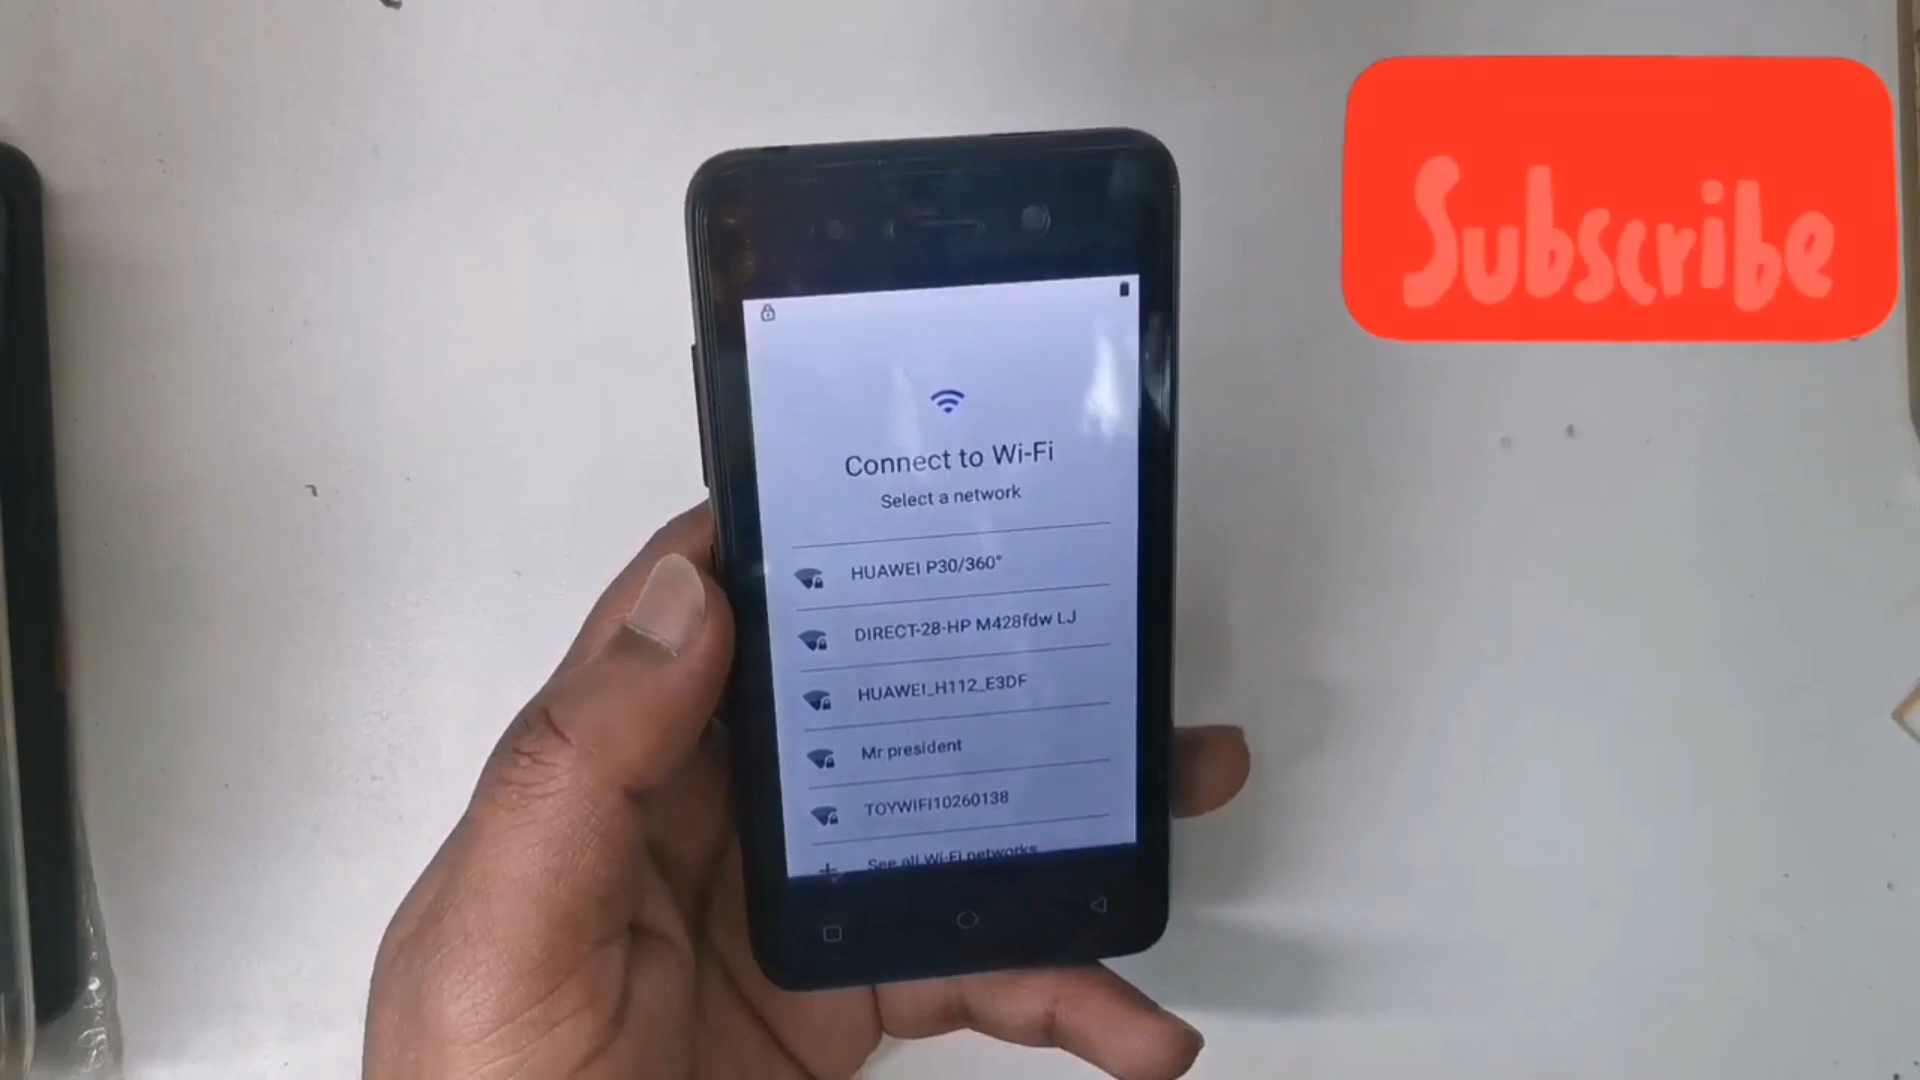 Subscribe
Connect to Wi-Fi
Select a network
HUAWEI P30/360°
DIRECT-28-HP M428fdw LJ
HUAWEI_H112_E3DF
Mr president
TOYWIFI10260138
See all Wi-Fi networks